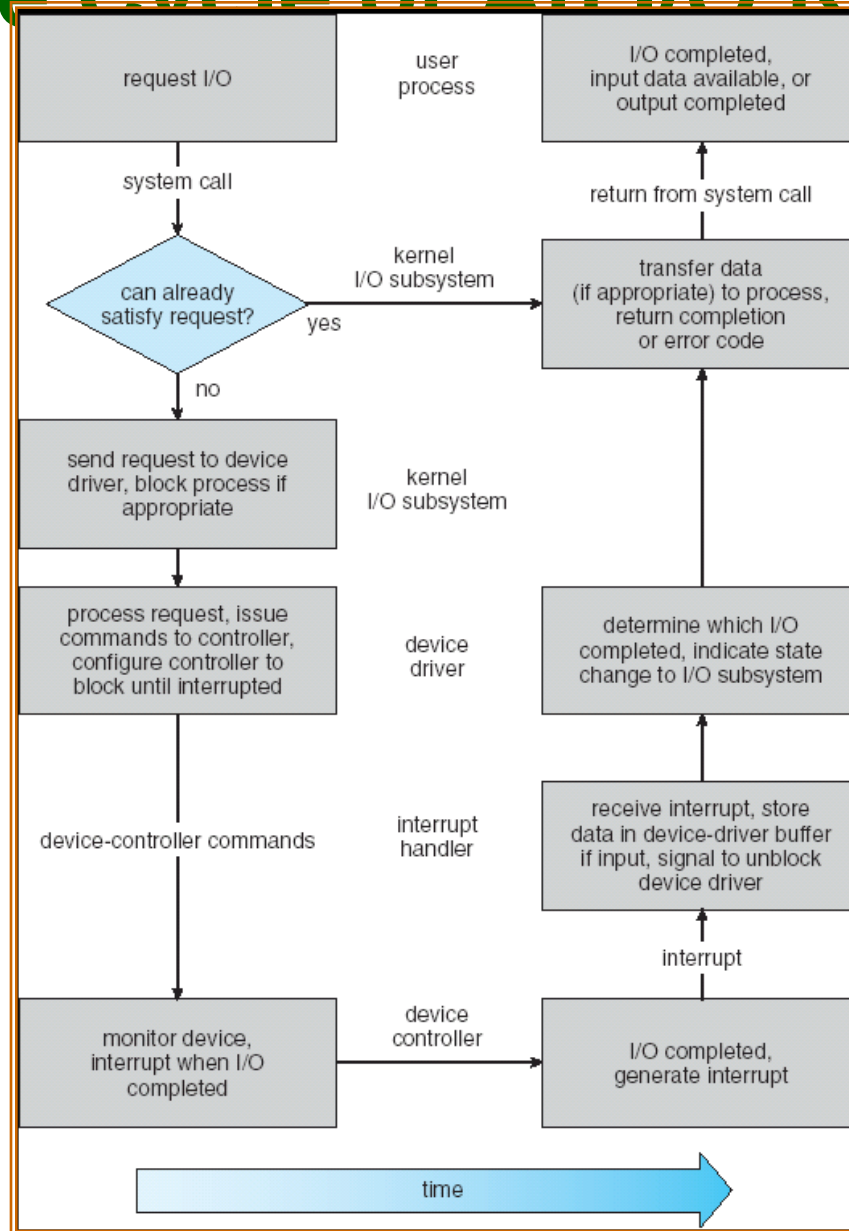 request I/O
user
process
I/O completed,
input data available, or
output completed
system call
return from system call
can already
satisfy request?
kernel
I/O subsystem
yes
transfer data
(if appropriate) to process,
return completion
or error code
no
send request to device
driver, block process if
appropriate
kernel
I/O subsystem
process request, issue
commands to controller,
configure controller to
block until interrupted
device
driver
determine which I/O
completed, indicate state
change to I/O subsystem
device-controller commands
interrupt
handler
receive interrupt, store
data in device-driver buffer
if input, signal to unblock
device driver
interrupt
monitor device,
interrupt when I/O
completed
device
controller
I/O completed,
generate interrupt
time